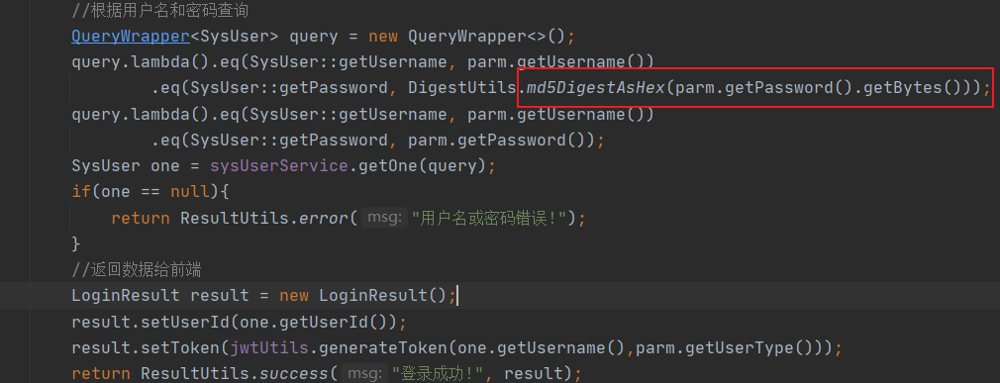 //根据用户名和密码查询
QueryWrapper<SysUser> query = new QueryWrapper<>();
query.lambda().eq(SysUser::getUsername, parm.getUsername())
.eq(SysUser::getPassword, DigestUtils.md5DigestAsHex(parm.getPassword().getBytes()));
query.lambda().eq(SysUser::getUsername, parm.getUsername())
.eq(SysUser::getPassword, parm.getPassword());
SysUser one = sysUserService.getOne(query);
if(one == null){
return ResultUtils.error( msg: "用户名或密码错误!");
}
//返回数据给前端
LoginResult result = new LoginResult();
result.setUserId(one.getUserId());
result.setToken(jwtUtils.generateToken(one.getUsername(),parm.getUserType()));
return ResultUtils.success( msg: "登录成功!", result);